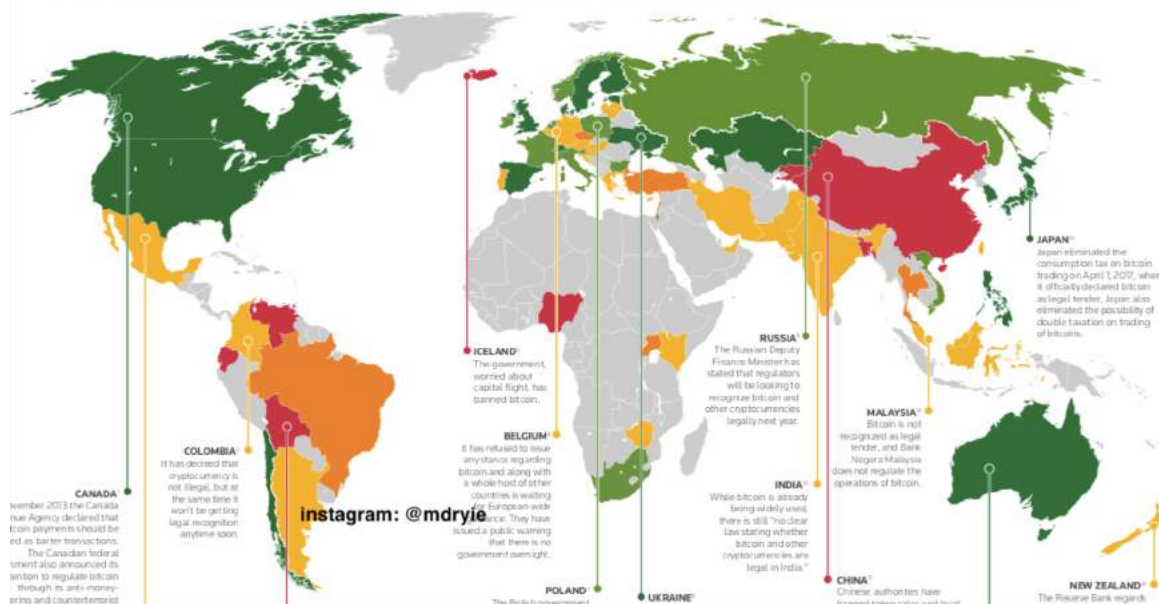 JAPAN
Japan eliminated the
consumption tax on bitcoin
trading on April 1, 2017, when
it officially declared bitcoin
as legal tender. Japan also
eliminated the possibility of
double taxation on trading
of bitcoins.
ICELAND
The government,
worried about
capital flight, has
banned bitcoin.
RUSSIA
The Russian Deputy
Finance Minister has
stated that regulators
will be looking to
recognize bitcoin and
other cryptocurrencies
legally next year.
MALAYSIA
Bitcoin is not
recognized as legal
tender, and Bank
Negara Malaysia
does not regulate the
operations of bitcoin.
BELGIUM
It has refused to issue
any stance regarding
bitcoin and along with
a whole host of other
countries is waiting
for European-wide
guidance. They have
issued a public warning
that there is no
government oversight.
COLOMBIA
It has decreed that
cryptocurrency is
not illegal, but at
the same time it
won't be getting
legal recognition
anytime soon.
INDIA
While bitcoin is already
being widely used,
there is still "no clear
law stating whether
bitcoin and other
cryptocurrencies are
legal in India."
CANADA
vember 2013 the Canada
nue Agency declared that
tcoin payments should be
ed as barter transactions.
The Canadian federal
nment also announced its
ention to regulate bitcoin
through its anti-money-
ering and counterterrorist
instagram: @mdryie
POLAND
The Polish government
UKRAINE
CHINA
Chinese authorities have
banned token sales and
NEW ZEALAND
The Reserve Bank regards